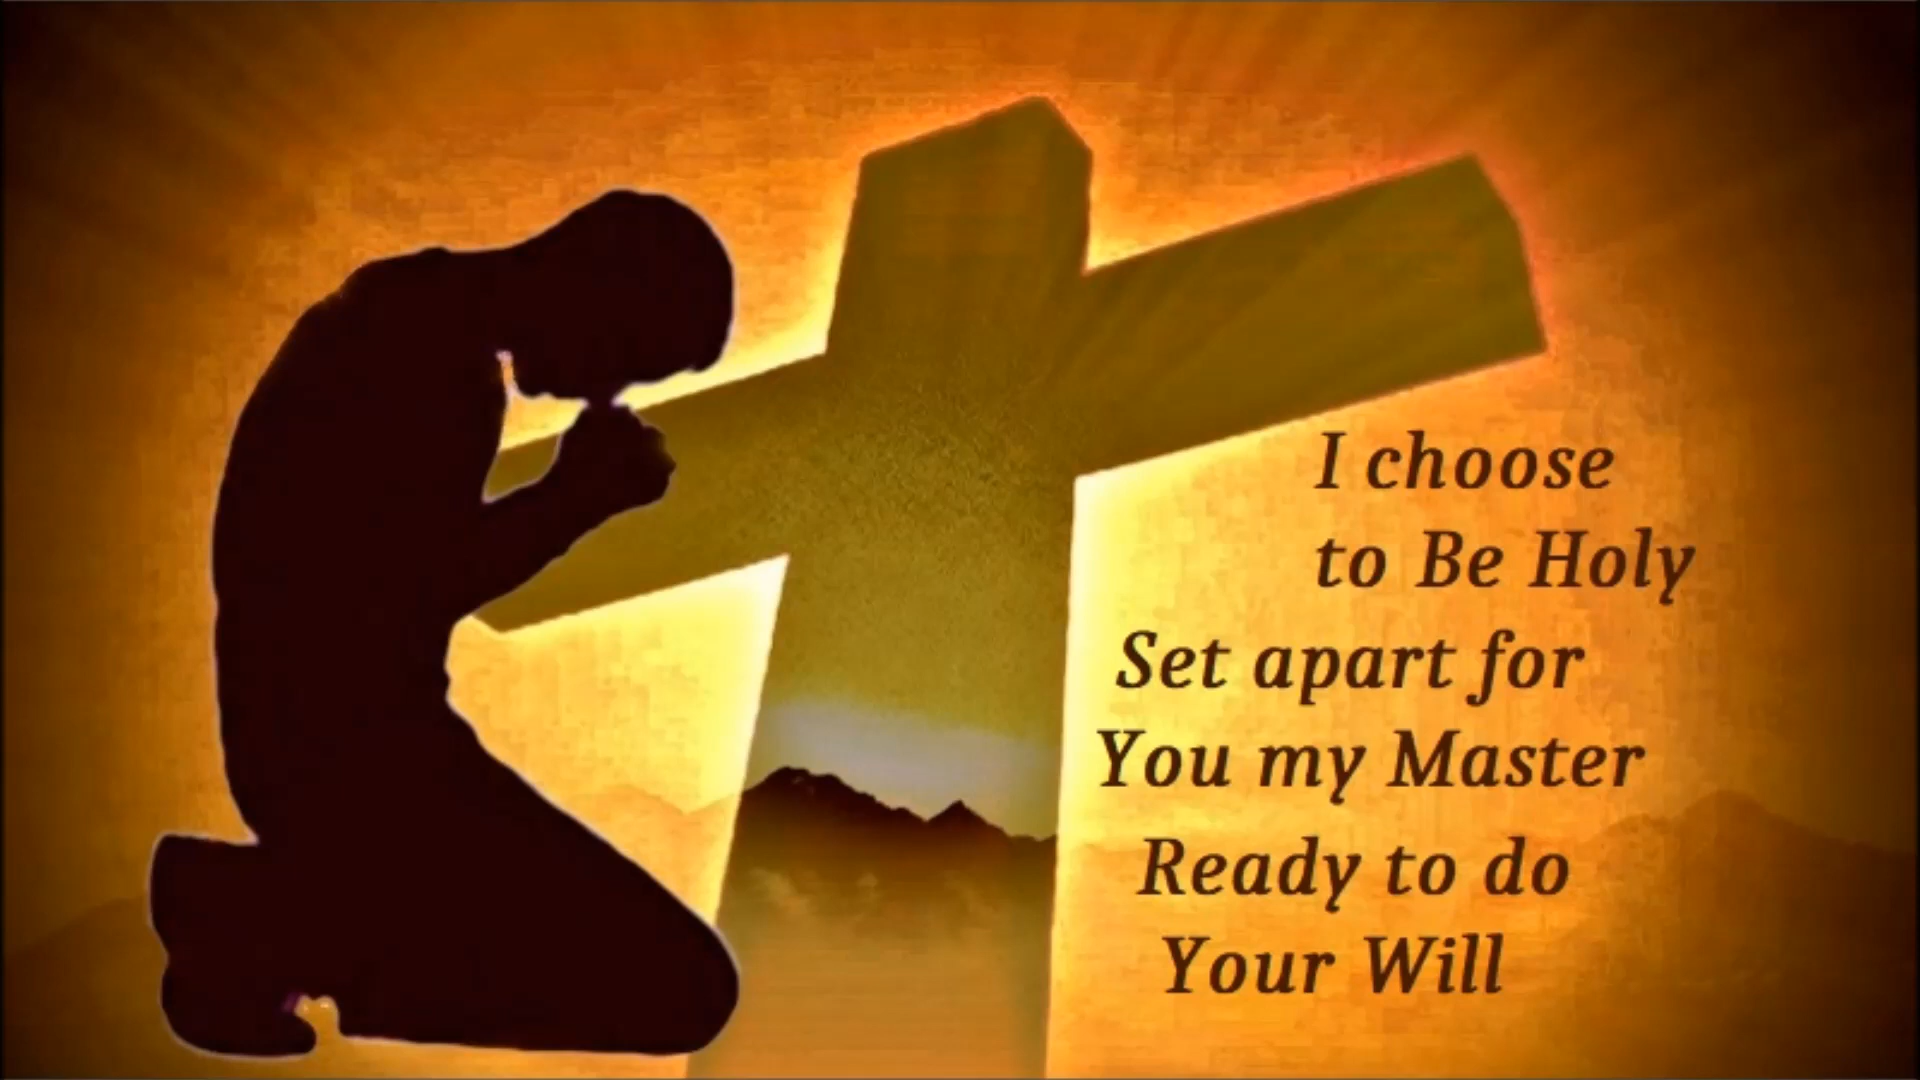 I choose
to Be Holy
Set apart for
You my Master
Ready to do
Your Will